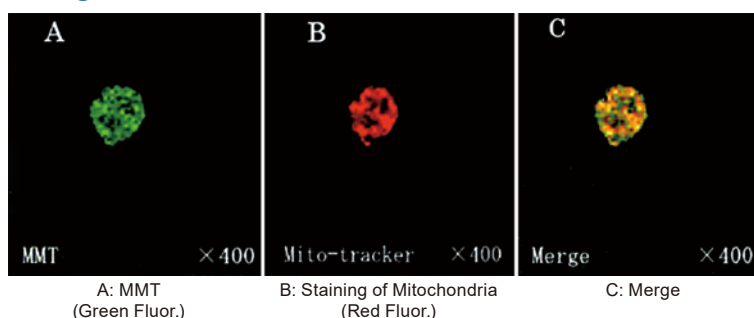 A
B
C
MMT
×400
Mito-tracker
×400
Merge
×400
A: MMT
(Green Fluor.)
B: Staining of Mitochondria
(Red Fluor.)
C: Merge